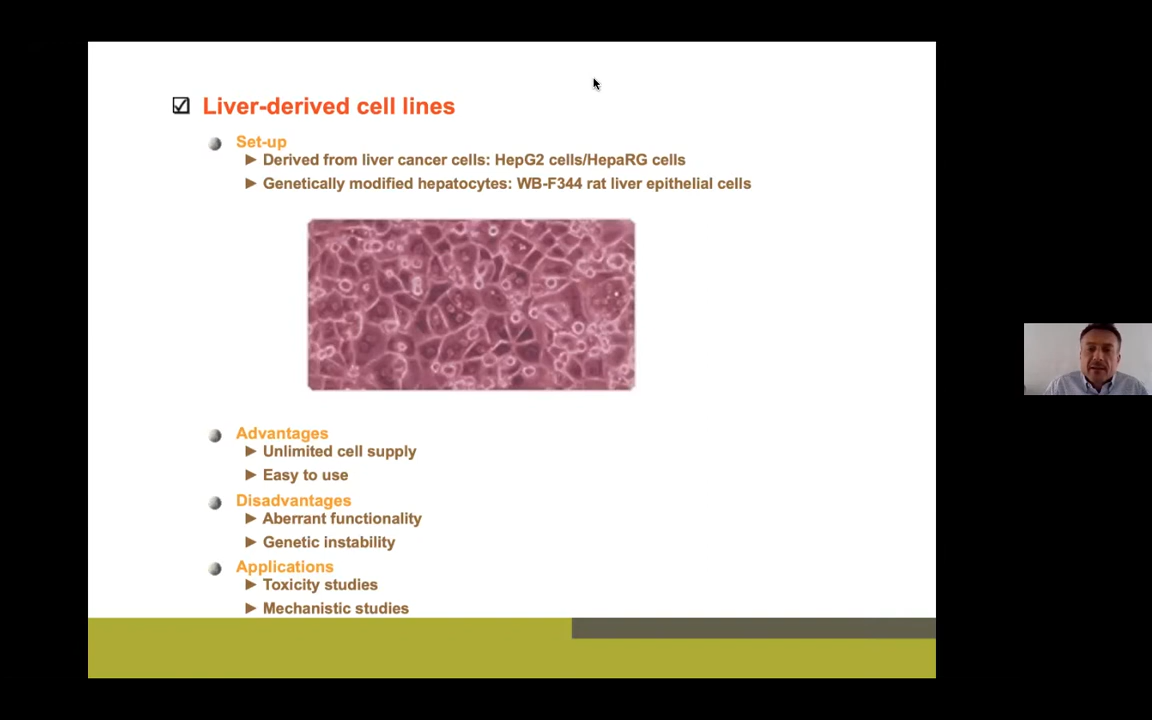 Liver-derived cell lines
Set-up
Derived from liver cancer cells: HepG2 cells/HepaRG cells
Genetically modified hepatocytes: WB-F344 rat liver epithelial cells
Advantages
Unlimited cell supply
Easy to use
Disadvantages
Aberrant functionality
Genetic instability
Applications
Toxicity studies
Mechanistic studies